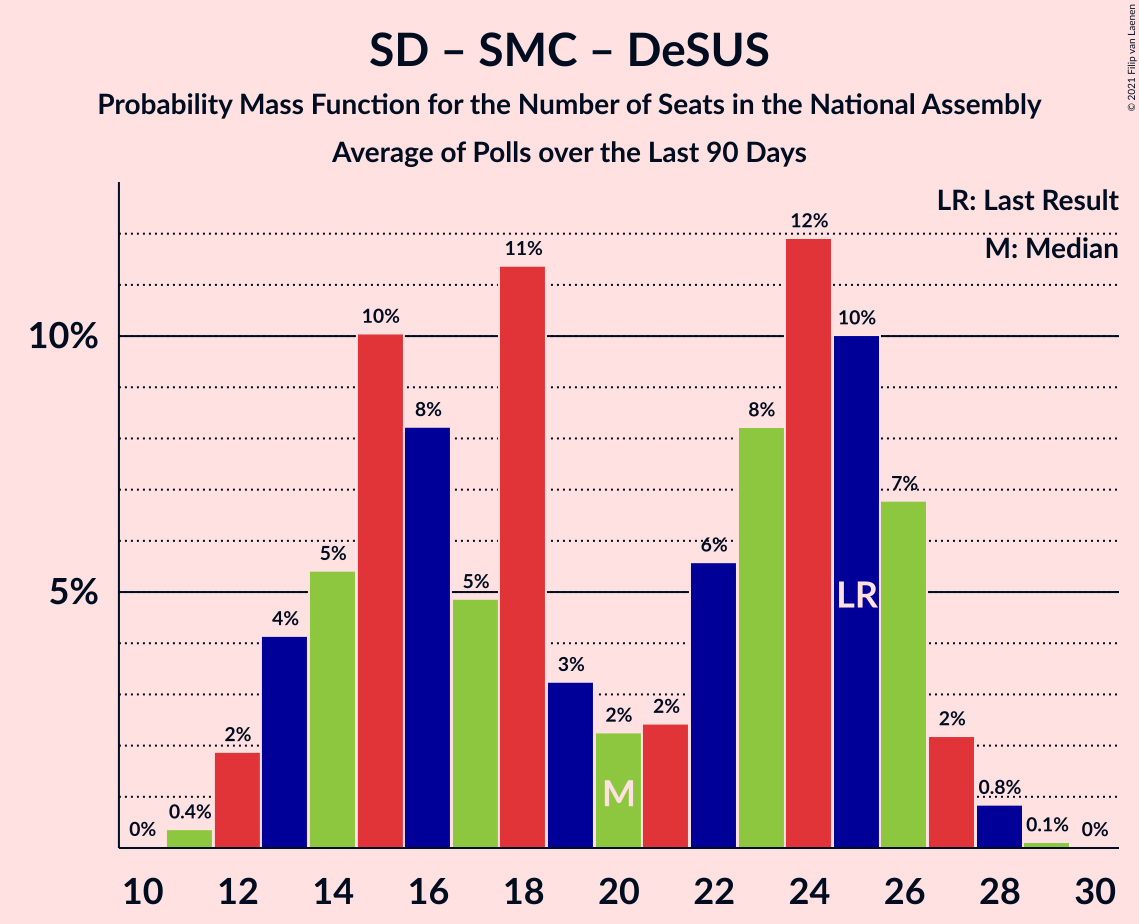 © 2021 Filip van Laenen
SD – SMC – DeSUS
Probability Mass Function for the Number of Seats in the National Assembly
Average of Polls over the Last 90 Days
LR: Last Result
M: Median
10%
5%
0%
0.4%
2%
4%
5%
10%
8%
5%
11%
3%
2%
2%
6%
8%
12%
10%
7%
2%
0.8%
0.1%
0%
LR
M
10 12 14 16 18 20 22 24 26 28 30